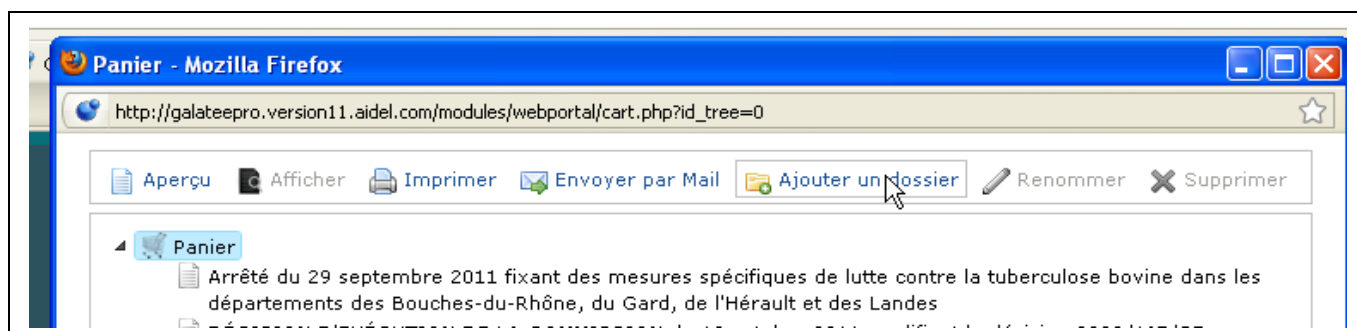 Panier - Mozilla Firefox
http://galateepro.version11.aidel.com/modules/webportal/cart.php?id_tree=0
Aperçu Afficher Imprimer Envoyer par Mail Ajouter un dossier Renommer Supprimer
Panier
Arrêté du 29 septembre 2011 fixant des mesures spécifiques de lutte contre la tuberculose bovine dans les
départements des Bouches-du-Rhône, du Gard, de l'Hérault et des Landes